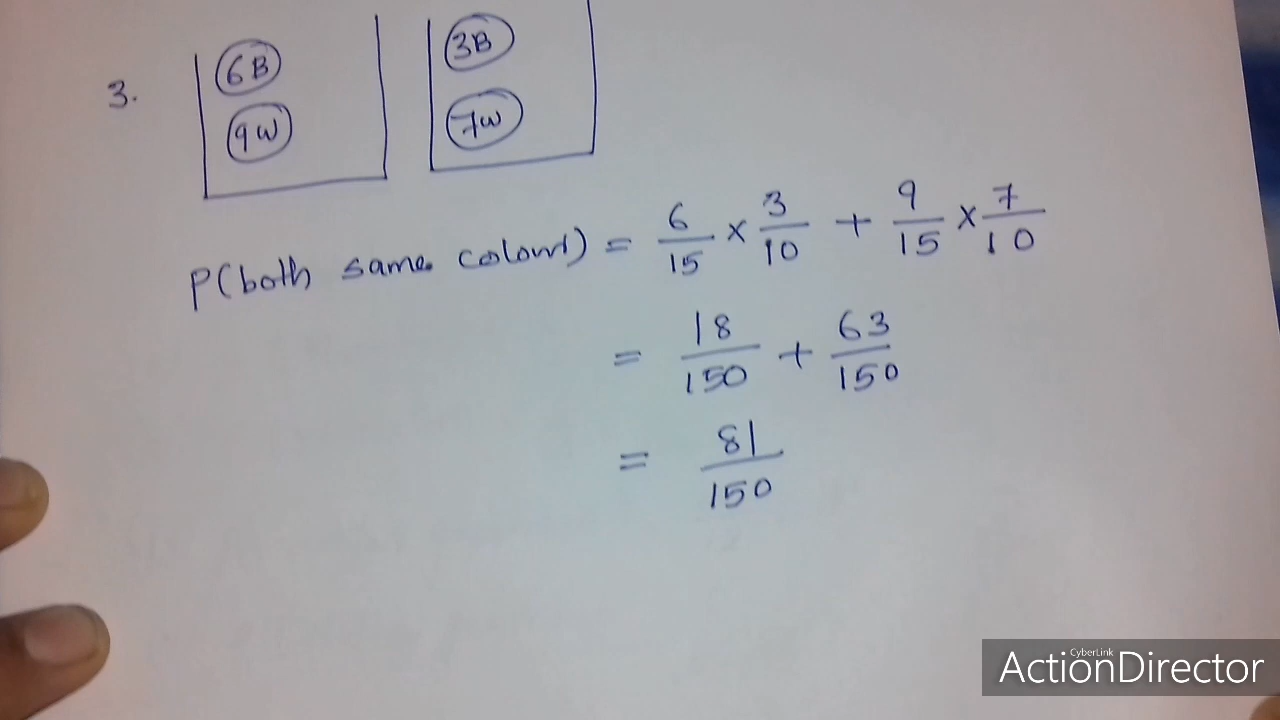 3.
6B
9W
3B
7W
P(both same colour) = 6/15 × 3/10 + 9/15 × 7/10
= 18/150 + 63/150
= 81/150
CyberLink
ActionDirector